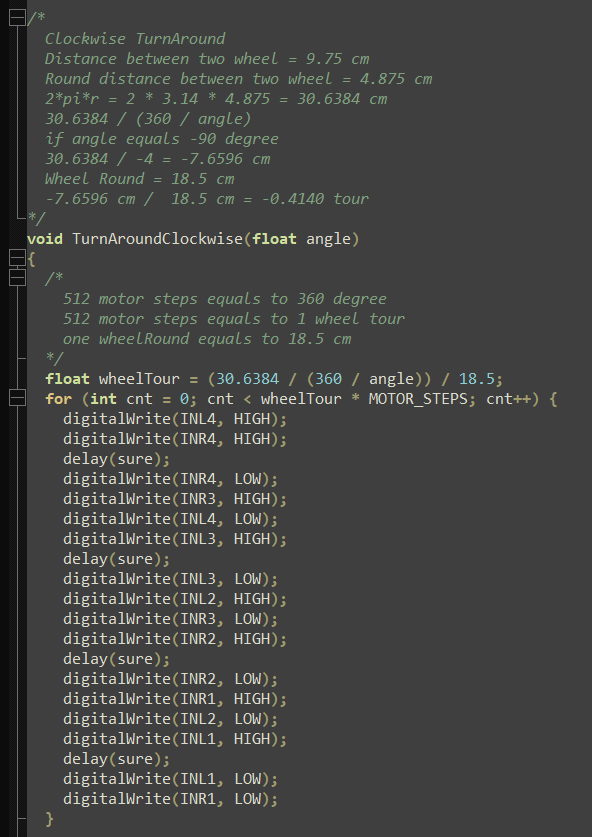 /*
  Clockwise TurnAround
  Distance between two wheel = 9.75 cm
  Round distance between two wheel = 4.875 cm
  2*pi*r = 2 * 3.14 * 4.875 = 30.6384 cm
  30.6384 / (360 / angle)
  if angle equals -90 degree
  30.6384 / -4 = -7.6596 cm
  Wheel Round = 18.5 cm
  -7.6596 cm /  18.5 cm = -0.4140 tour
*/
void TurnAroundClockwise(float angle)
{
  /*
    512 motor steps equals to 360 degree
    512 motor steps equals to 1 wheel tour
    one wheelRound equals to 18.5 cm
  */
  float wheelTour = (30.6384 / (360 / angle)) / 18.5;
  for (int cnt = 0; cnt < wheelTour * MOTOR_STEPS; cnt++) {
    digitalWrite(INL4, HIGH);
    digitalWrite(INR4, HIGH);
    delay(sure);
    digitalWrite(INR4, LOW);
    digitalWrite(INR3, HIGH);
    digitalWrite(INL4, LOW);
    digitalWrite(INL3, HIGH);
    delay(sure);
    digitalWrite(INL3, LOW);
    digitalWrite(INL2, HIGH);
    digitalWrite(INR3, LOW);
    digitalWrite(INR2, HIGH);
    delay(sure);
    digitalWrite(INR2, LOW);
    digitalWrite(INR1, HIGH);
    digitalWrite(INL2, LOW);
    digitalWrite(INL1, HIGH);
    delay(sure);
    digitalWrite(INL1, LOW);
    digitalWrite(INR1, LOW);
  }